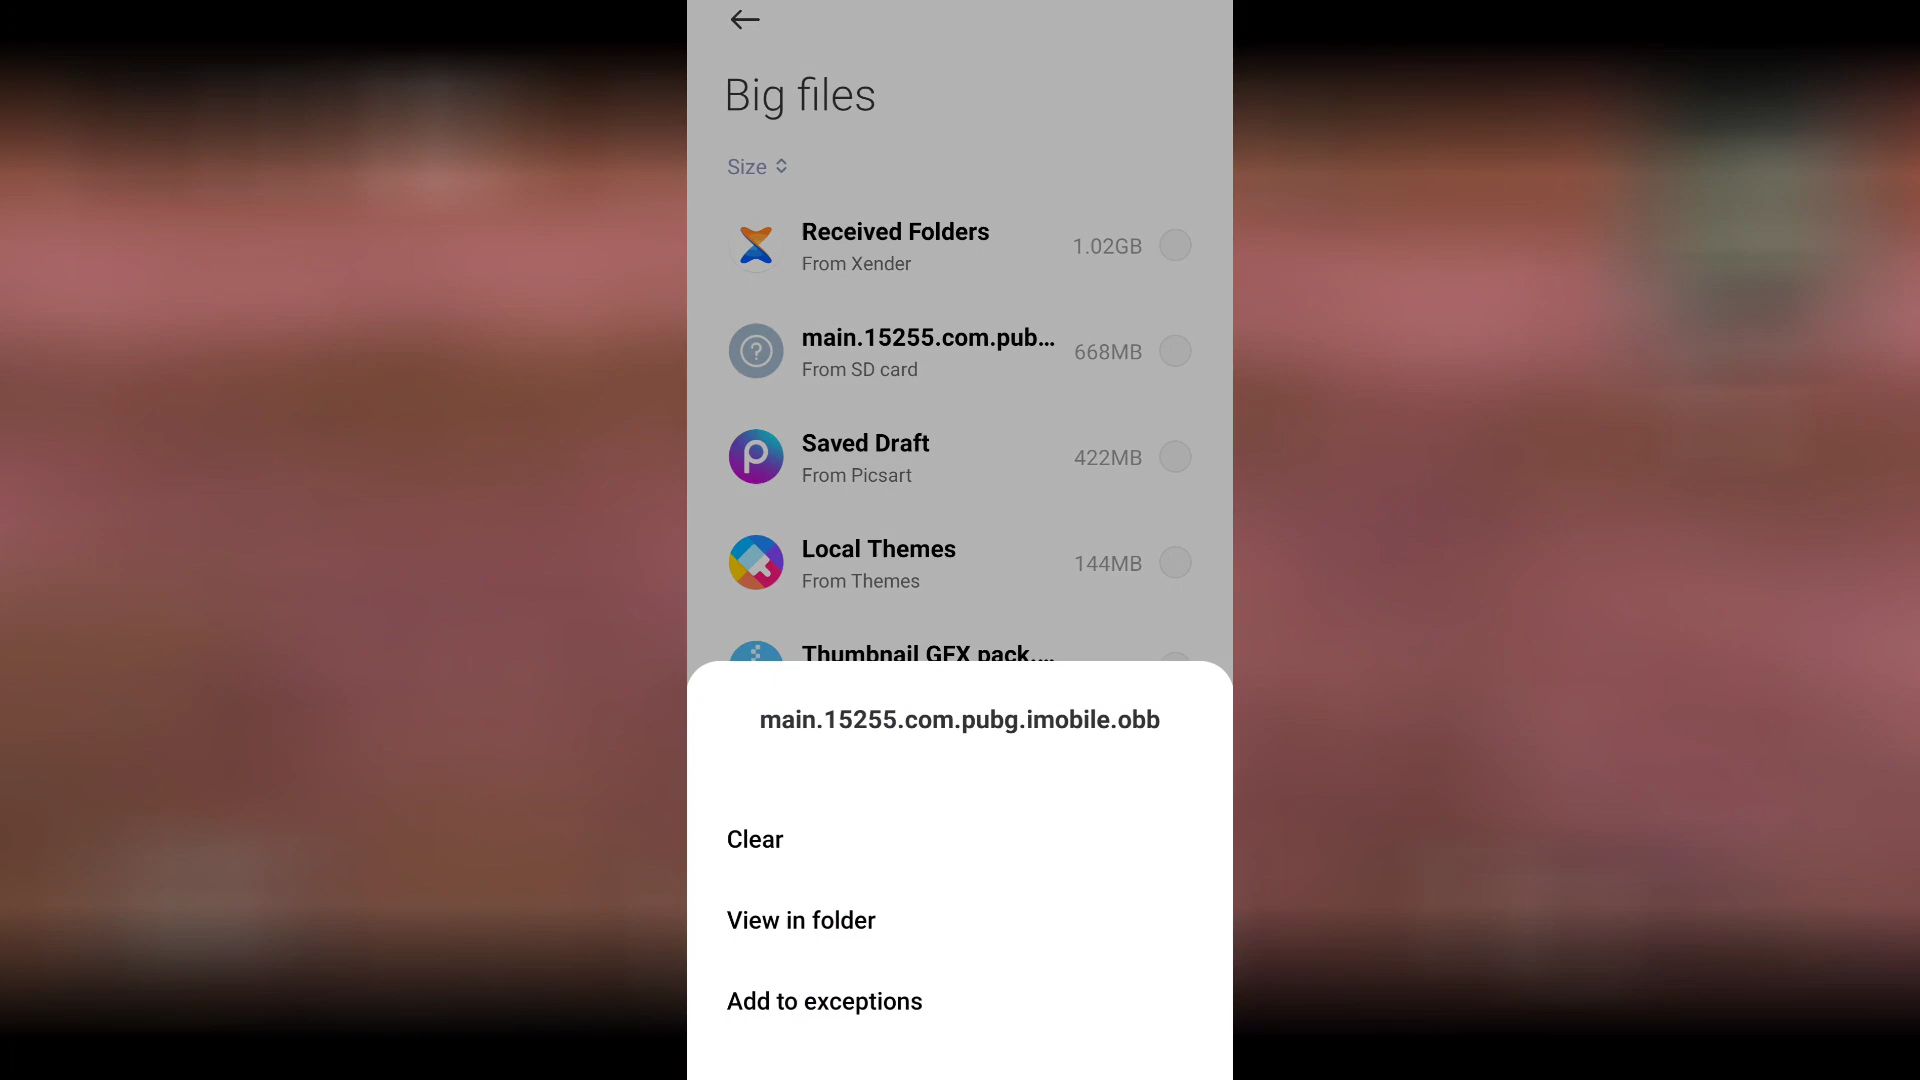 Big files
Size
Received Folders
From Xender
1.02GB
main.15255.com.pub...
From SD card
668MB
Saved Draft
From Picsart
422MB
Local Themes
From Themes
144MB
Thumbnail GFX pack....
main.15255.com.pubg.imobile.obb
Clear
View in folder
Add to exceptions